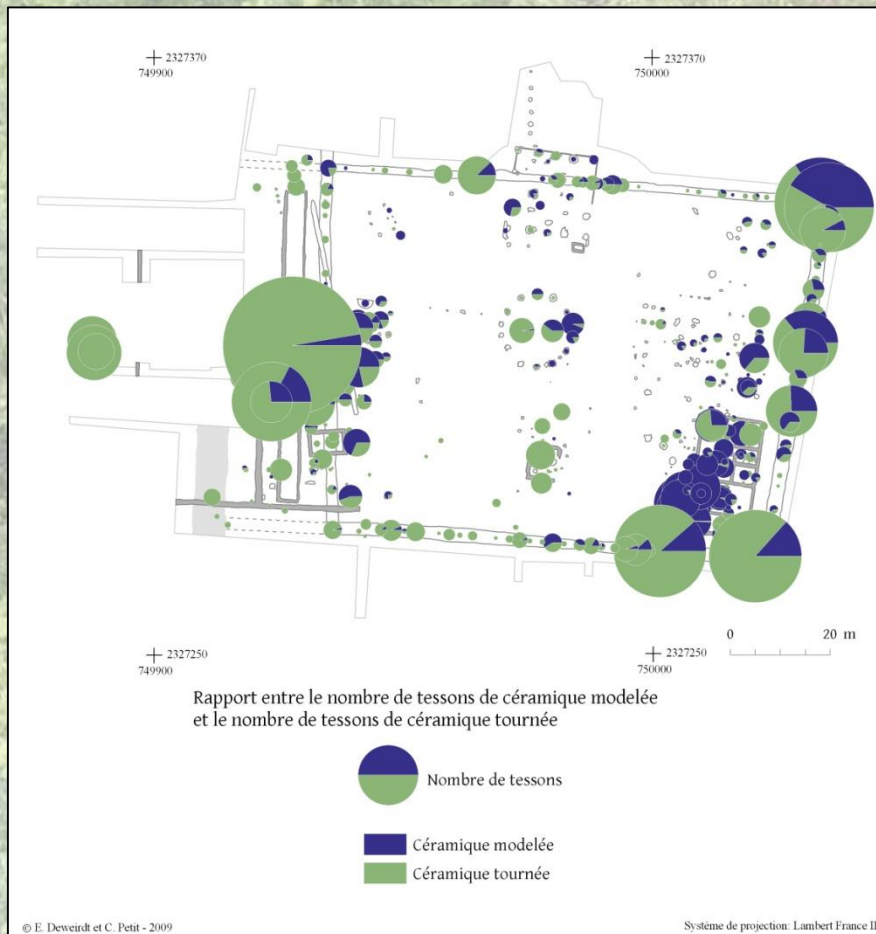 2327370
749900
2327370
750000
0 20 m
2327250
749900
2327250
750000
Rapport entre le nombre de tessons de céramique modelée
et le nombre de tessons de céramique tournée
Nombre de tessons
Céramique modelée
Céramique tournée
© E. Deweirdt et C. Petit - 2009
Système de projection: Lambert France II